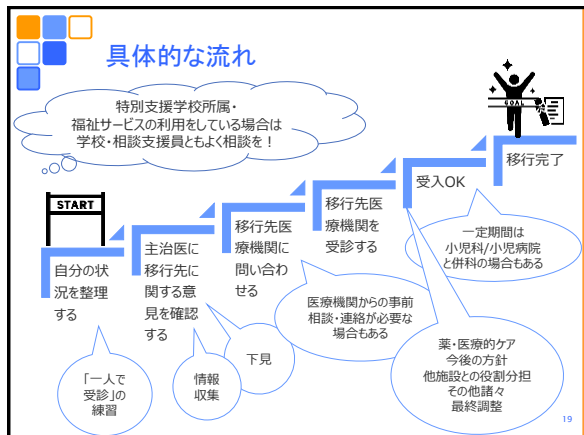 具体的な流れ
特別支援学校所属・
福祉サービスの利用をしている場合は
学校・相談支援員ともよく相談を！
GOAL
START
自分の状
況を整理
する
主治医に
移行先に
関する意
見を確認
する
移行先医
療機関に
問い合わ
せる
移行先医
療機関を
受診する
受入OK
移行完了
「一人で
受診」の
練習
情報
収集
下見
医療機関からの事前
相談・連絡が必要な
場合もある
一定期間は
小児科/小児病院
と併科の場合もある
薬・医療的ケア
今後の方針
他施設との役割分担
その他諸々
最終調整
19